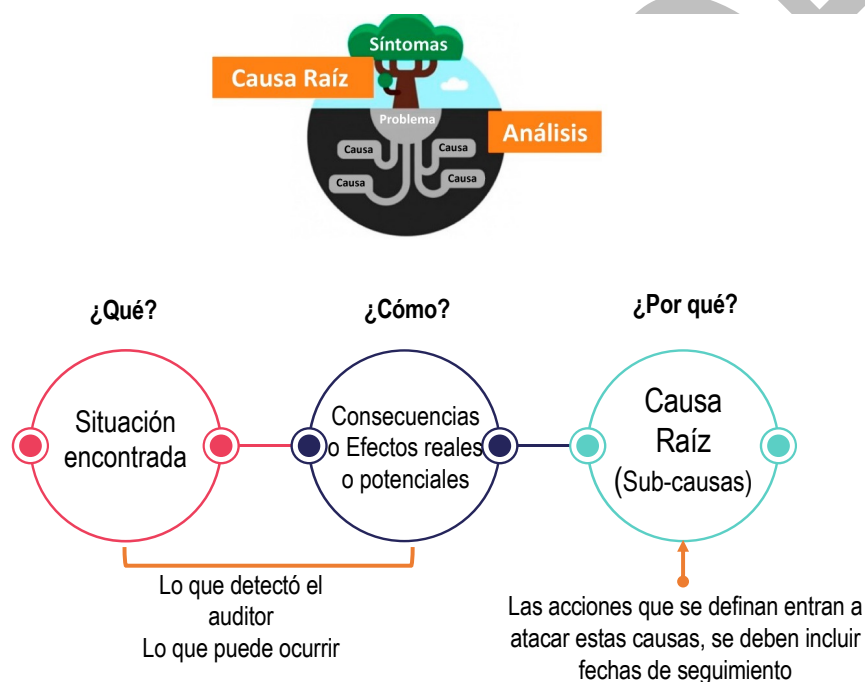 Síntomas
Causa Raíz
Problema
Análisis
Causa
Causa
Causa
Causa
¿Qué?
¿Cómo?
¿Por qué?
Situación
encontrada
Consecuencias
o Efectos reales
o potenciales
Causa
Raíz
(Sub-causas)
Lo que detectó el
auditor
Lo que puede ocurrir
Las acciones que se definan entran a
atacar estas causas, se deben incluir
fechas de seguimiento